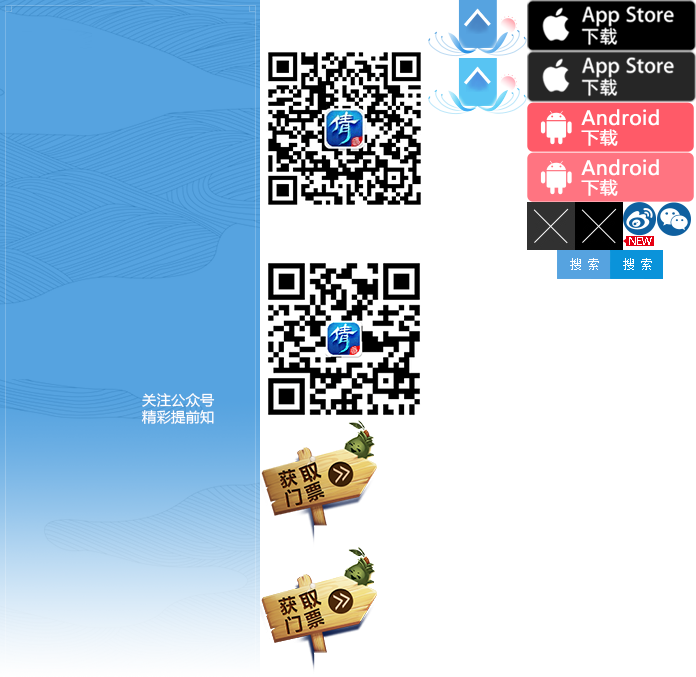 App Store
下载
App Store
下载
Android
下载
Android
下载
NEW
搜 索
搜 索
倩
倩
关注公众号
精彩提前知
获取
门票
获取
门票